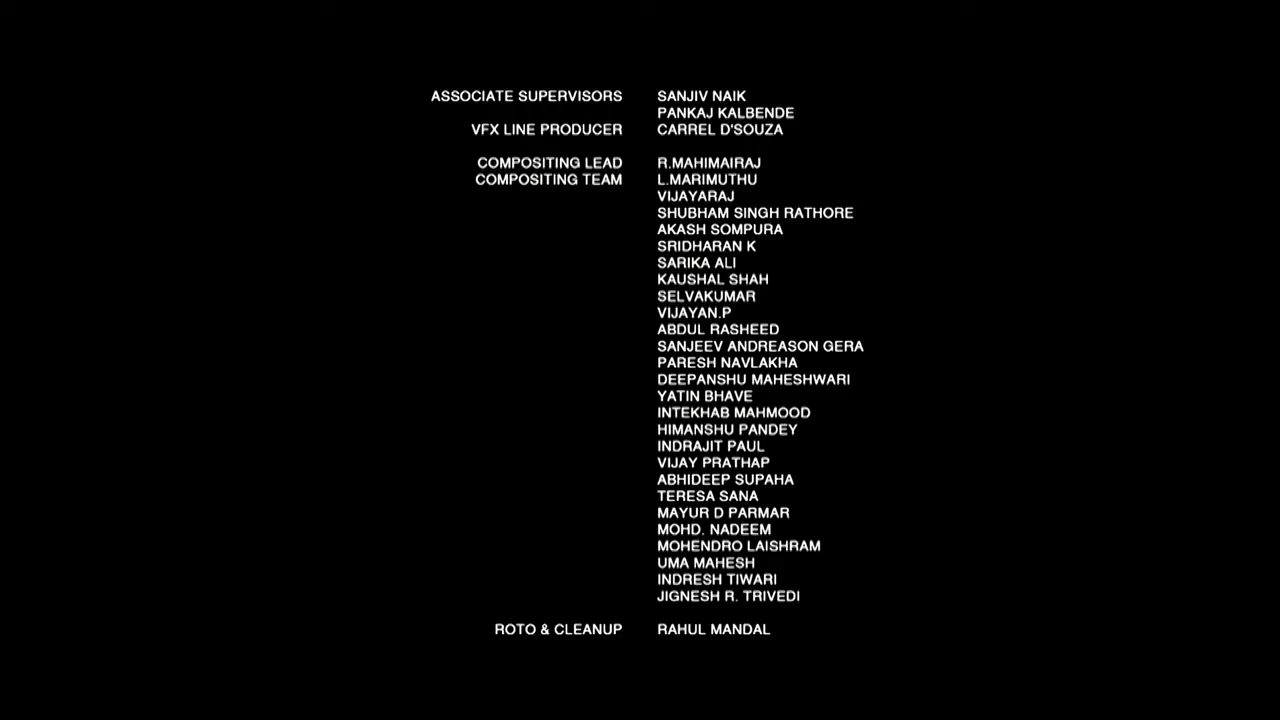 ASSOCIATE SUPERVISORS SANJIV NAIK
PANKAJ KALBENDE
VFX LINE PRODUCER CARREL D'SOUZA
COMPOSITING LEAD R.MAHIMAIRAJ
COMPOSITING TEAM L.MARIMUTHU
VIJAYARAJ
SHUBHAM SINGH RATHORE
AKASH SOMPURA
SRIDHARAN K
SARIKA ALI
KAUSHAL SHAH
SELVAKUMAR
VIJAYAN.P
ABDUL RASHEED
SANJEEV ANDREASON GERA
PARESH NAVLAKHA
DEEPANSHU MAHESHWARI
YATIN BHAVE
INTEKHAB MAHMOOD
HIMANSHU PANDEY
INDRAJIT PAUL
VIJAY PRATHAP
ABHIDEEP SUPAHA
TERESA SANA
MAYUR D PARMAR
MOHD. NADEEM
MOHENDRO LAISHRAM
UMA MAHESH
INDRESH TIWARI
JIGNESH R. TRIVEDI
ROTO & CLEANUP RAHUL MANDAL